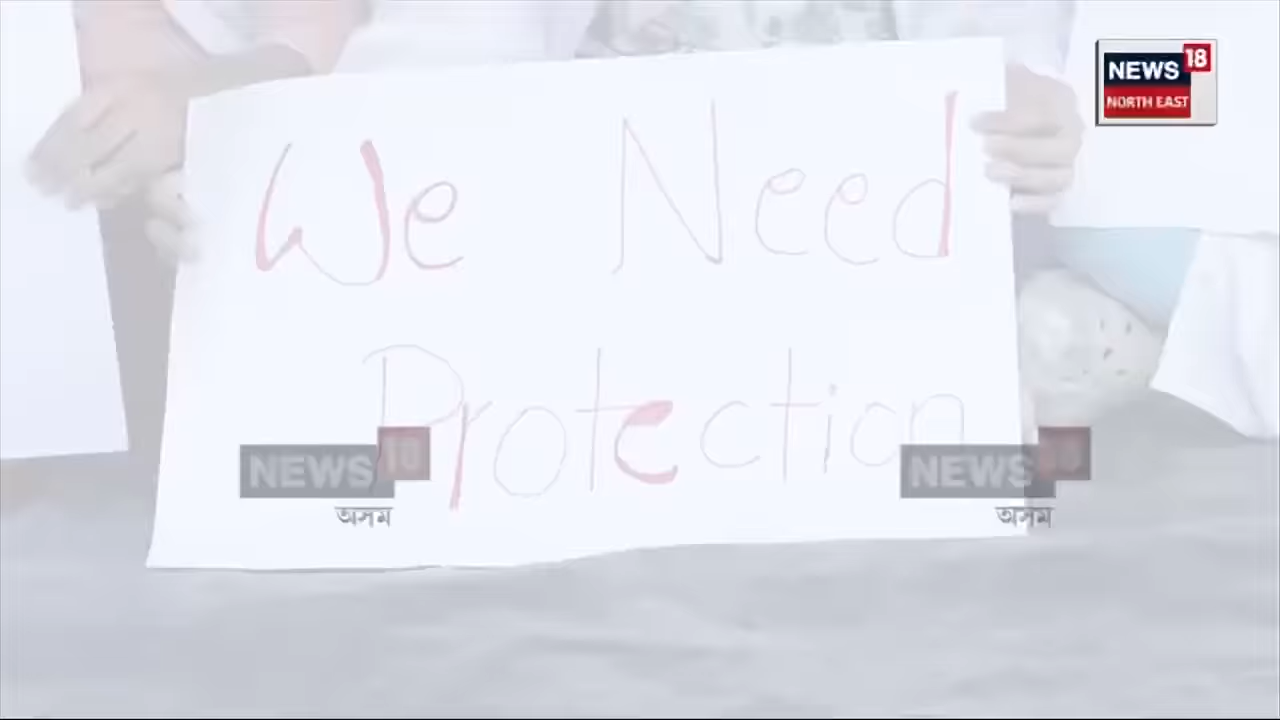 NEWS 18
NORTH EAST
We Need
Protection
NEWS 18
অসম
NEWS 18
অসম